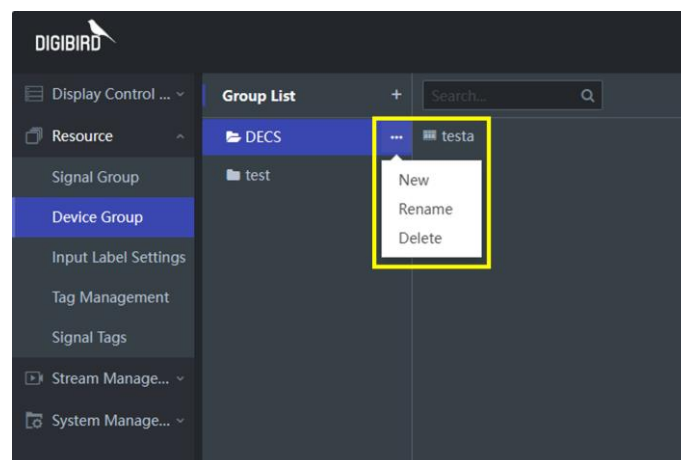 DIGIBIRD
Display Control ...
Resource
Signal Group
Device Group
Input Label Settings
Tag Management
Signal Tags
Stream Manage...
System Manage...
Group List +
DECS ...
test
Search...
testa
New
Rename
Delete